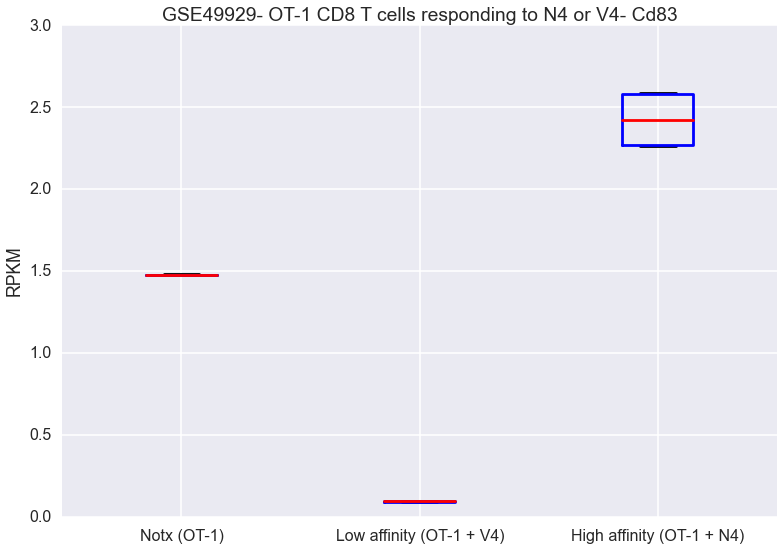 GSE49929- OT-1 CD8 T cells responding to N4 or V4- Cd83
3.0
2.5
2.0
1.5
1.0
0.5
0.0
RPKM
Notx (OT-1)
Low affinity (OT-1 + V4)
High affinity (OT-1 + N4)